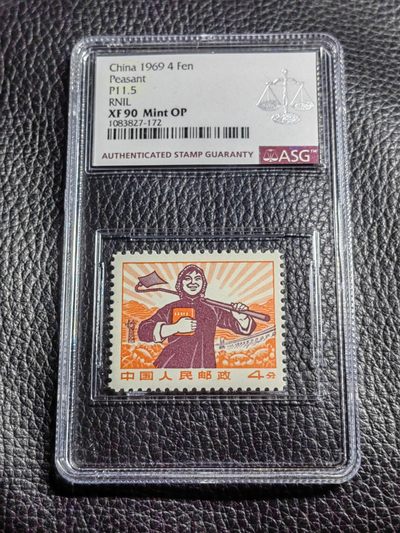 China 1969 4 Fen
Peasant
P11.5
RNIL
XF 90 Mint OP
1083827-172
AUTHENTICATED STAMP GUARANTY ASG™
中国人民邮政 4分